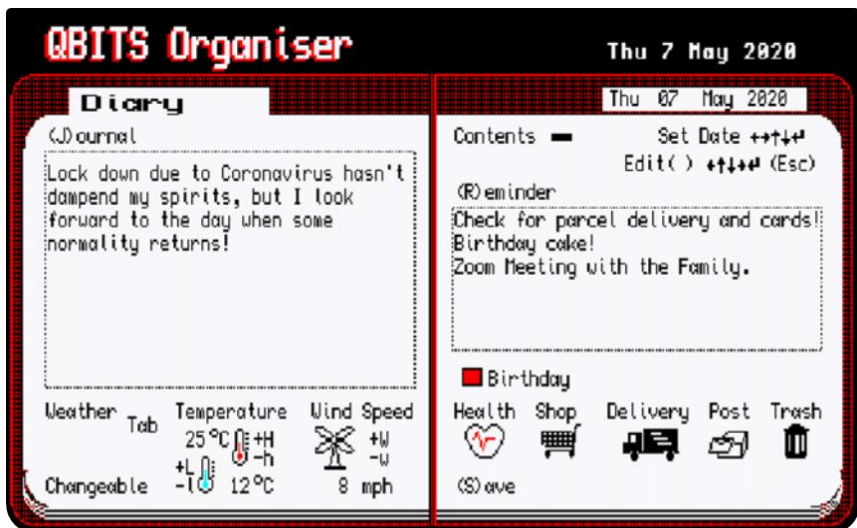 QBITS Organiser
Thu 7 May 2020
Diary
Thu 07 May 2020
(J)ournal
Lock down due to Coronavirus hasn't
dampend my spirits, but I look
forward to the day when some
normality returns!
Weather Tab Temperature Wind Speed
25°C +H +W
-h -w
+L
Changeable -l 12°C 8 mph
Contents Set Date ←→↑↓↵
Edit( ) ←↑↓→↵ (Esc)
(R)eminder
Check for parcel delivery and cards!
Birthday cake!
Zoom Meeting with the Family.
Birthday
Health Shop Delivery Post Trash
(S)ave